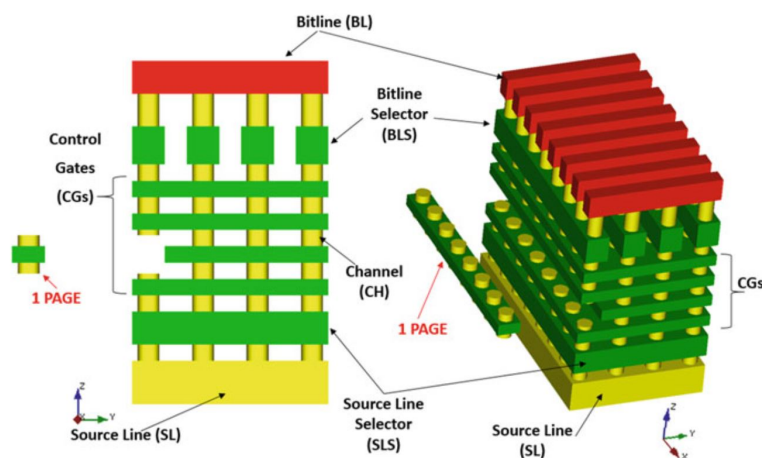 Bitline (BL)
Bitline
Selector
(BLS)
Control
Gates
(CGs)
1 PAGE
Channel
(CH)
1 PAGE
CGs
Z
Y
Source Line (SL)
Source Line
Selector
(SLS)
Source Line
(SL)
Z
Y
X